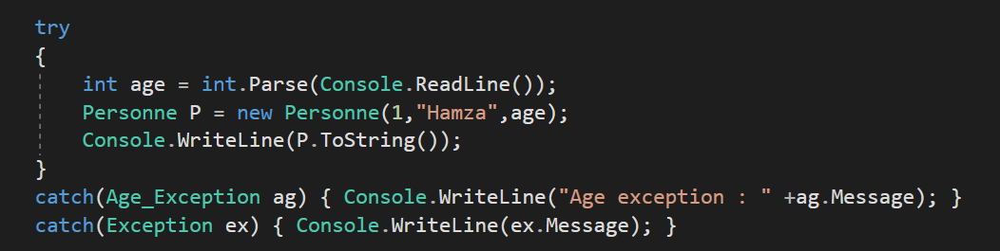 try
{
int age = int.Parse(Console.ReadLine());
Personne P = new Personne(1,"Hamza",age);
Console.WriteLine(P.ToString());
}
catch(Age_Exception ag) { Console.WriteLine("Age exception : " +ag.Message); }
catch(Exception ex) { Console.WriteLine(ex.Message); }